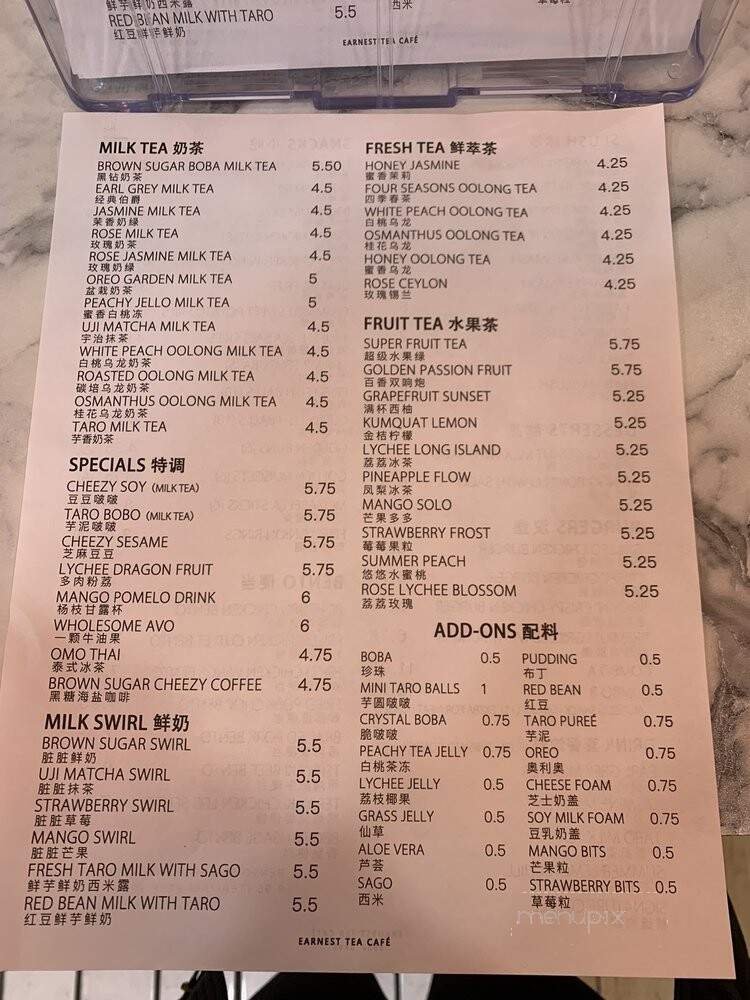 鲜芋鲜奶西米露
RED BEAN MILK WITH TARO 5.5
红豆鲜芋鲜奶
西米
草莓粒
EARNEST TEA CAFÉ
MILK TEA 奶茶
BROWN SUGAR BOBA MILK TEA 5.50
黑钻奶茶
EARL GREY MILK TEA 4.5
经典伯爵
JASMINE MILK TEA 4.5
茉香奶绿
ROSE MILK TEA 4.5
玫瑰奶茶
ROSE JASMINE MILK TEA 4.5
玫瑰奶绿
OREO GARDEN MILK TEA 5
盆栽奶茶
PEACHY JELLO MILK TEA 5
蜜香白桃冻
UJI MATCHA MILK TEA 4.5
宇治抹茶
WHITE PEACH OOLONG MILK TEA 4.5
白桃乌龙奶茶
ROASTED OOLONG MILK TEA 4.5
碳培乌龙奶茶
OSMANTHUS OOLONG MILK TEA 4.5
桂花乌龙奶茶
TARO MILK TEA 4.5
芋香奶茶
SPECIALS 特调
CHEEZY SOY (MILK TEA) 5.75
豆豆啵啵
TARO BOBO (MILK TEA) 5.75
芋泥啵啵
CHEEZY SESAME 5.75
芝麻豆豆
LYCHEE DRAGON FRUIT 5.75
多肉粉荔
MANGO POMELO DRINK 6
杨枝甘露杯
WHOLESOME AVO 6
一颗牛油果
OMO THAI 4.75
泰式冰茶
BROWN SUGAR CHEEZY COFFEE 4.75
黑糖海盐咖啡
MILK SWIRL 鲜奶
BROWN SUGAR SWIRL 5.5
脏脏鲜奶
UJI MATCHA SWIRL 5.5
脏脏抹茶
STRAWBERRY SWIRL 5.5
脏脏草莓
MANGO SWIRL 5.5
脏脏芒果
FRESH TARO MILK WITH SAGO 5.5
鲜芋鲜奶西米露
RED BEAN MILK WITH TARO 5.5
红豆鲜芋鲜奶
FRESH TEA 鲜萃茶
HONEY JASMINE 4.25
蜜香茉莉
FOUR SEASONS OOLONG TEA 4.25
四季春茶
WHITE PEACH OOLONG TEA 4.25
白桃乌龙
OSMANTHUS OOLONG TEA 4.25
桂花乌龙
HONEY OOLONG TEA 4.25
蜜香乌龙
ROSE CEYLON 4.25
玫瑰锡兰
FRUIT TEA 水果茶
SUPER FRUIT TEA 5.75
超级水果绿
GOLDEN PASSION FRUIT 5.75
百香双响炮
GRAPEFRUIT SUNSET 5.25
满杯西柚
KUMQUAT LEMON 5.25
金桔柠檬
LYCHEE LONG ISLAND 5.25
荔荔冰茶
PINEAPPLE FLOW 5.25
凤梨冰茶
MANGO SOLO 5.25
芒果多多
STRAWBERRY FROST 5.25
莓莓果粒
SUMMER PEACH 5.25
悠悠水蜜桃
ROSE LYCHEE BLOSSOM 5.25
荔荔玫瑰
ADD-ONS 配料
BOBA 0.5
珍珠
MINI TARO BALLS 1
芋圆啵啵
CRYSTAL BOBA 0.75
脆啵啵
PEACHY TEA JELLY 0.75
白桃茶冻
LYCHEE JELLY 0.5
荔枝椰果
GRASS JELLY 0.5
仙草
ALOE VERA 0.5
芦荟
SAGO 0.5
西米
PUDDING 0.5
布丁
RED BEAN 0.5
红豆
TARO PUREÉ 0.75
芋泥
OREO 0.75
奥利奥
CHEESE FOAM 0.75
芝士奶盖
SOY MILK FOAM 0.75
豆乳奶盖
MANGO BITS 0.5
芒果粒
STRAWBERRY BITS 0.5
草莓粒
menupix
EARNEST TEA CAFÉ